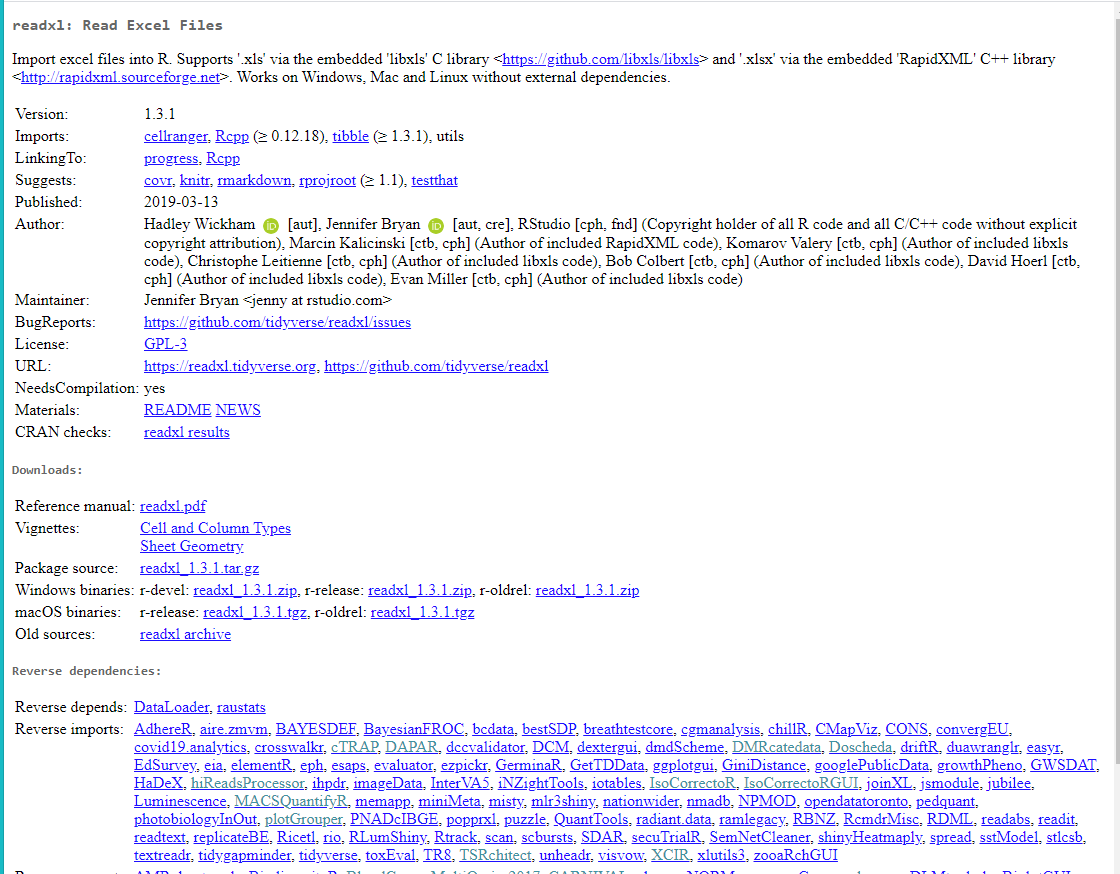 readxl: Read Excel Files
Import excel files into R. Supports '.xls' via the embedded 'libxls' C library <https://github.com/libxls/libxls> and '.xlsx' via the embedded 'RapidXML' C++ library
<http://rapidxml.sourceforge.net>. Works on Windows, Mac and Linux without external dependencies.
Version: 1.3.1
Imports: cellranger, Rcpp (≥ 0.12.18), tibble (≥ 1.3.1), utils
LinkingTo: progress, Rcpp
Suggests: covr, knitr, rmarkdown, rprojroot (≥ 1.1), testthat
Published: 2019-03-13
Author: Hadley Wickham iD [aut], Jennifer Bryan iD [aut, cre], RStudio [cph, fnd] (Copyright holder of all R code and all C/C++ code without explicit
copyright attribution), Marcin Kalicinski [ctb, cph] (Author of included RapidXML code), Komarov Valery [ctb, cph] (Author of included libxls
code), Christophe Leitienne [ctb, cph] (Author of included libxls code), Bob Colbert [ctb, cph] (Author of included libxls code), David Hoerl [ctb,
cph] (Author of included libxls code), Evan Miller [ctb, cph] (Author of included libxls code)
Maintainer: Jennifer Bryan <jenny at rstudio.com>
BugReports: https://github.com/tidyverse/readxl/issues
License: GPL-3
URL: https://readxl.tidyverse.org, https://github.com/tidyverse/readxl
NeedsCompilation: yes
Materials: README NEWS
CRAN checks: readxl results
Downloads:
Reference manual: readxl.pdf
Vignettes: Cell and Column Types
Sheet Geometry
Package source: readxl_1.3.1.tar.gz
Windows binaries: r-devel: readxl_1.3.1.zip, r-release: readxl_1.3.1.zip, r-oldrel: readxl_1.3.1.zip
macOS binaries: r-release: readxl_1.3.1.tgz, r-oldrel: readxl_1.3.1.tgz
Old sources: readxl archive
Reverse dependencies:
Reverse depends: DataLoader, raustats
Reverse imports: AdhereR, aire.zmvm, BAYESDEF, BayesianFROC, bcdata, bestSDP, breathtestcore, cgmanalysis, chillR, CMapViz, CONS, convergEU,
covid19.analytics, crosswalkr, cTRAP, DAPAR, dccvalidator, DCM, dextergui, dmdScheme, DMRcatedata, Doscheda, driftR, duawranglr, easyr,
EdSurvey, eia, elementR, eph, esaps, evaluator, ezpickr, GerminaR, GetTDData, ggplotgui, GiniDistance, googlePublicData, growthPheno, GWSDAT,
HaDeX, hiReadsProcessor, ihpdr, imageData, InterVA5, iNZightTools, iotables, IsoCorrectoR, IsoCorrectoRGUI, joinXL, jsmodule, jubilee,
Luminescence, MACSQuantifyR, memapp, miniMeta, misty, mlr3shiny, nationwider, nmadb, NPMOD, opendatatoronto, pedquant,
photobiologyInOut, plotGrouper, PNADcIBGE, popprxl, puzzle, QuantTools, radiant.data, ramlegacy, RBNZ, RcmdrMisc, RDML, readabs, readit,
readtext, replicateBE, Ricetl, rio, RLumShiny, Rtrack, scan, scbursts, SDAR, secuTrialR, SemNetCleaner, shinyHeatmaply, spread, sstModel, stlcsb,
textreadr, tidygapminder, tidyverse, toxEval, TR8, TSRchitect, unheadr, visvow, XCIR, xlutils3, zooaRchGUI